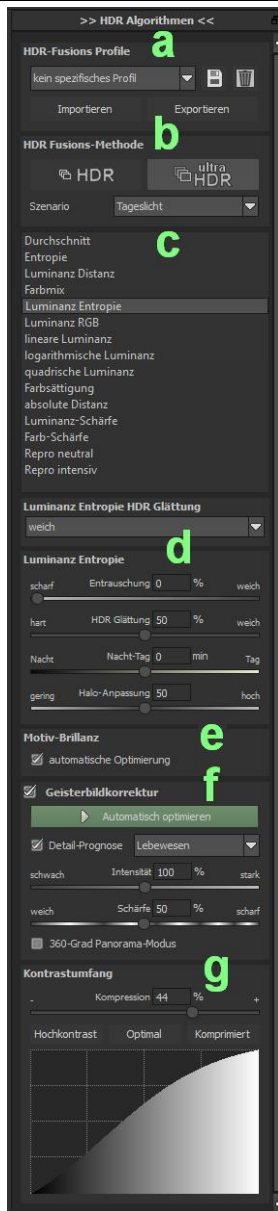 >> HDR Algorithmen <<
a
HDR-Fusions Profile
kein spezifisches Profil
Importieren Exportieren
b
HDR Fusions-Methode
HDR ultra HDR
Szenario Tageslicht
c
Durchschnitt
Entropie
Luminanz Distanz
Farbmix
Luminanz Entropie
Luminanz RGB
lineare Luminanz
logarithmische Luminanz
quadrische Luminanz
Farbsättigung
absolute Distanz
Luminanz-Schärfe
Farb-Schärfe
Repro neutral
Repro intensiv
Luminanz Entropie HDR Glättung
weich
d
Luminanz Entropie
scharf Entrauschung 0 % weich
hart HDR Glättung 50 % weich
Nacht Nacht-Tag 0 min Tag
gering Halo-Anpassung 50 hoch
e
Motiv-Brillanz
automatische Optimierung
f
Geisterbildkorrektur
Automatisch optimieren
Detail-Prognose Lebewesen
schwach Intensität 100 % stark
weich Schärfe 50 % scharf
360-Grad Panorama-Modus
g
Kontrastumfang
- Kompression 44 % +
Hochkontrast Optimal Komprimiert